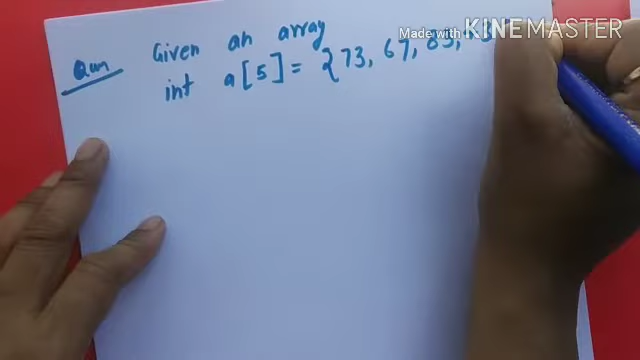 Made with KINEMASTER
Qun Given an array
int a[5] = {73, 67,